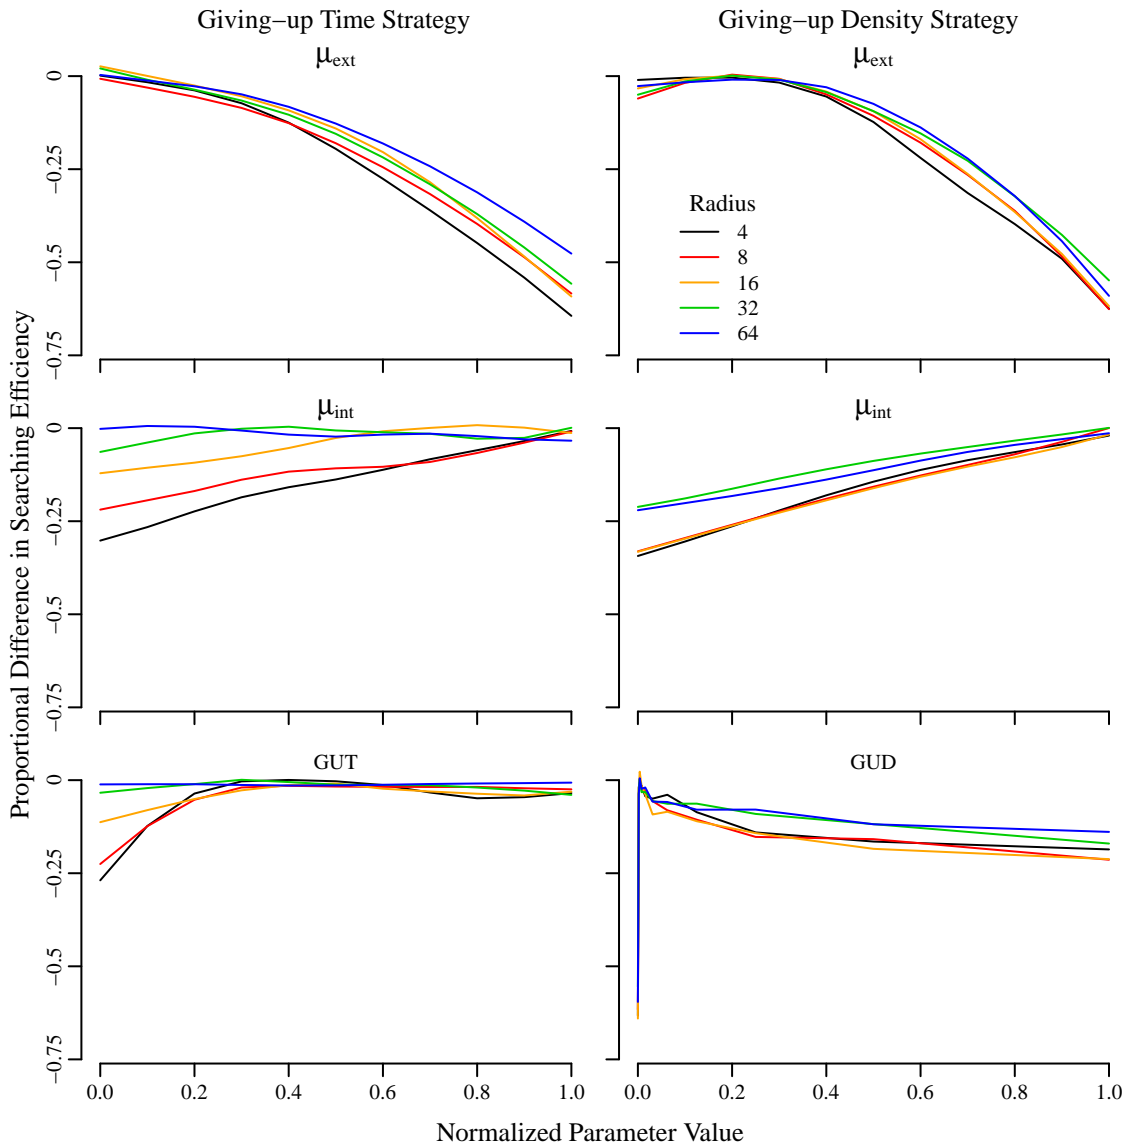 Giving−up Time Strategy
Giving−up Density Strategy
μext
μext
0
−0.25
−0.5
−0.75
Radius
4
8
16
32
64
Proportional Difference in Searching Efficiency
μint
μint
0
−0.25
−0.5
−0.75
GUT
GUD
0
−0.25
−0.5
−0.75
0.0 0.2 0.4 0.6 0.8 1.0
0.0 0.2 0.4 0.6 0.8 1.0
Normalized Parameter Value